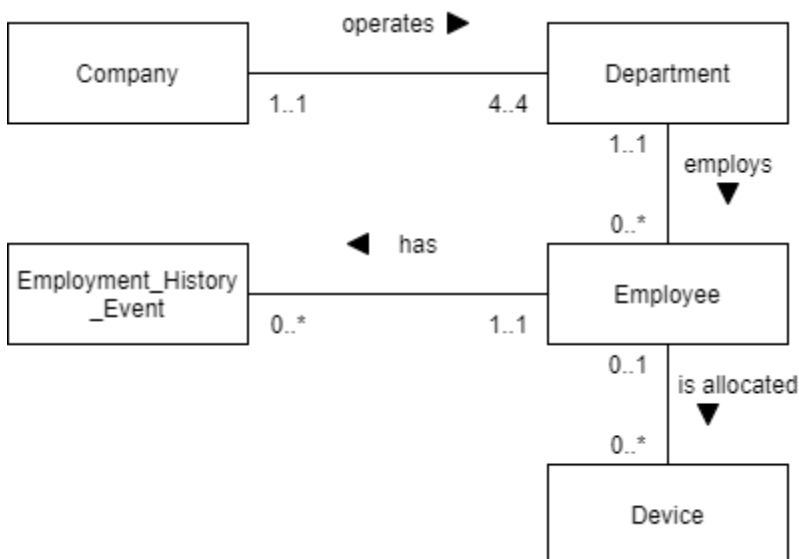 operates
Company
Department
1..1
4..4
1..1
employs
0..*
has
Employment_History
_Event
Employee
0..*
1..1
0..1
is allocated
0..*
Device